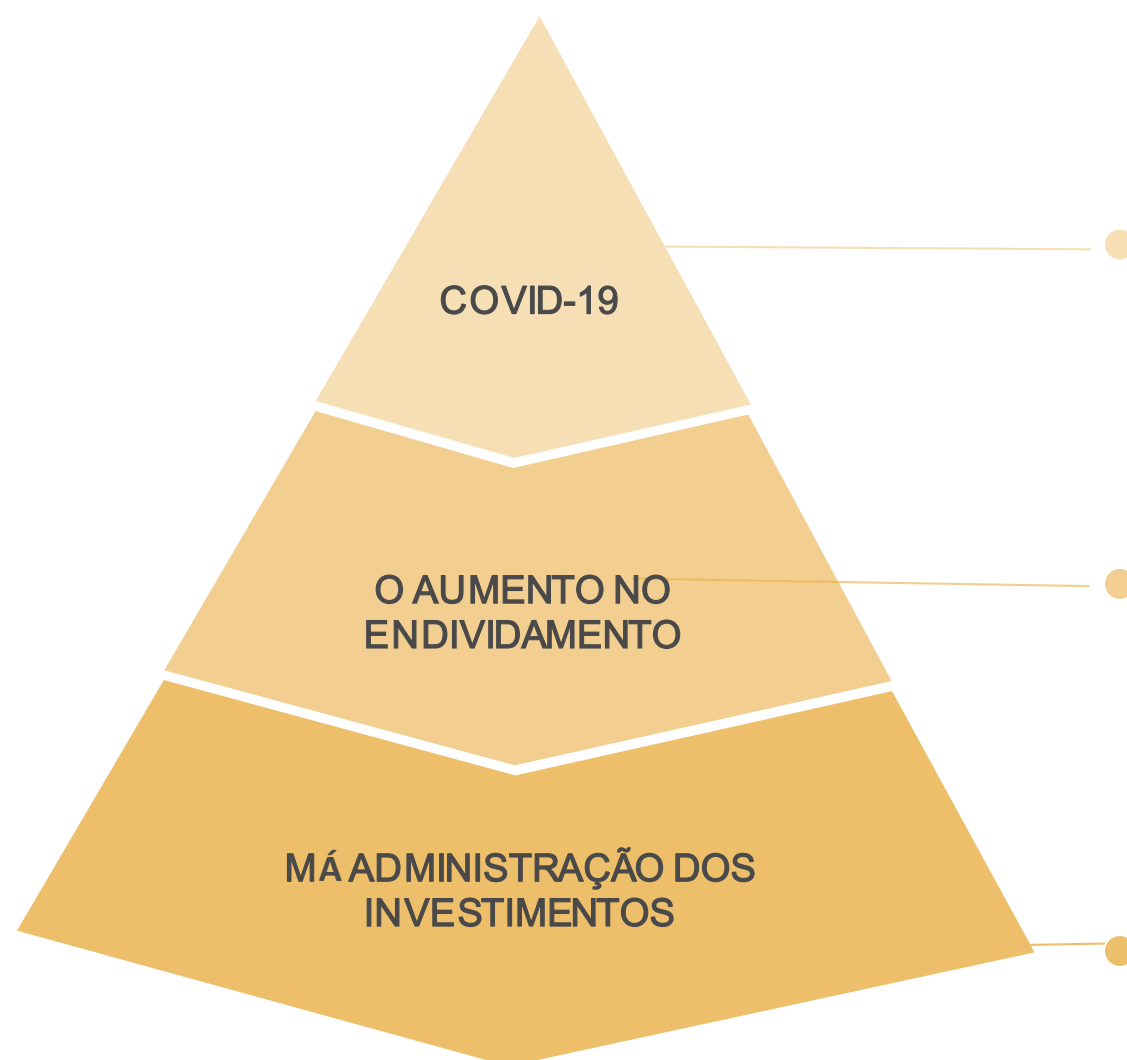 COVID-19
O AUMENTO NO
ENDIVIDAMENTO
MÁ ADMINISTRAÇÃO DOS
INVESTIMENTOS